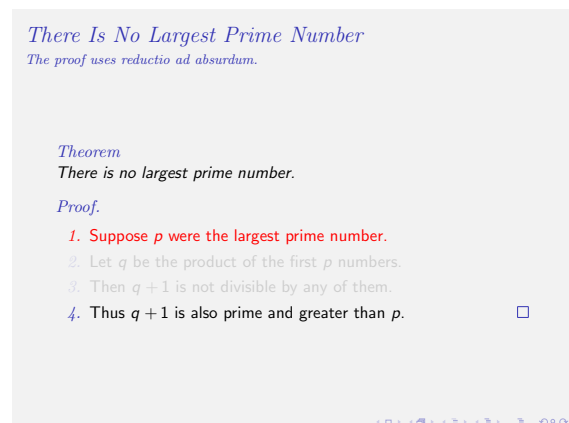 There Is No Largest Prime Number
The proof uses reductio ad absurdum.
Theorem
There is no largest prime number.
Proof.
1. Suppose p were the largest prime number.
2. Let q be the product of the first p numbers.
3. Then q + 1 is not divisible by any of them.
4. Thus q + 1 is also prime and greater than p.